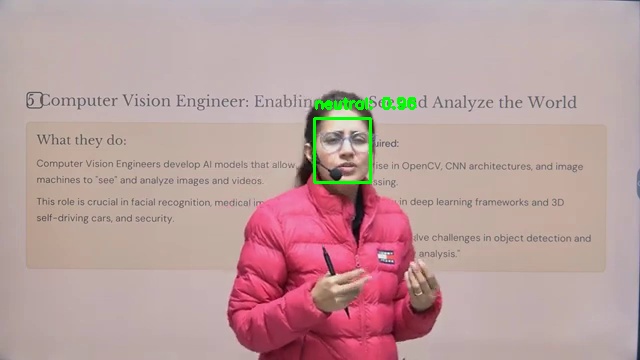 5 Computer Vision Engineer: Enablin
d Analyze the World
neutral: 0.96
What they do:
Computer Vision Engineers develop AI models that allow
machines to "see" and analyze images and videos.
This role is crucial in facial recognition, medical im
self-driving cars, and security.
uired:
ise in OpenCV, CNN architectures, and image
ssing.
in deep learning frameworks and 3D
lve challenges in object detection and
analysis."